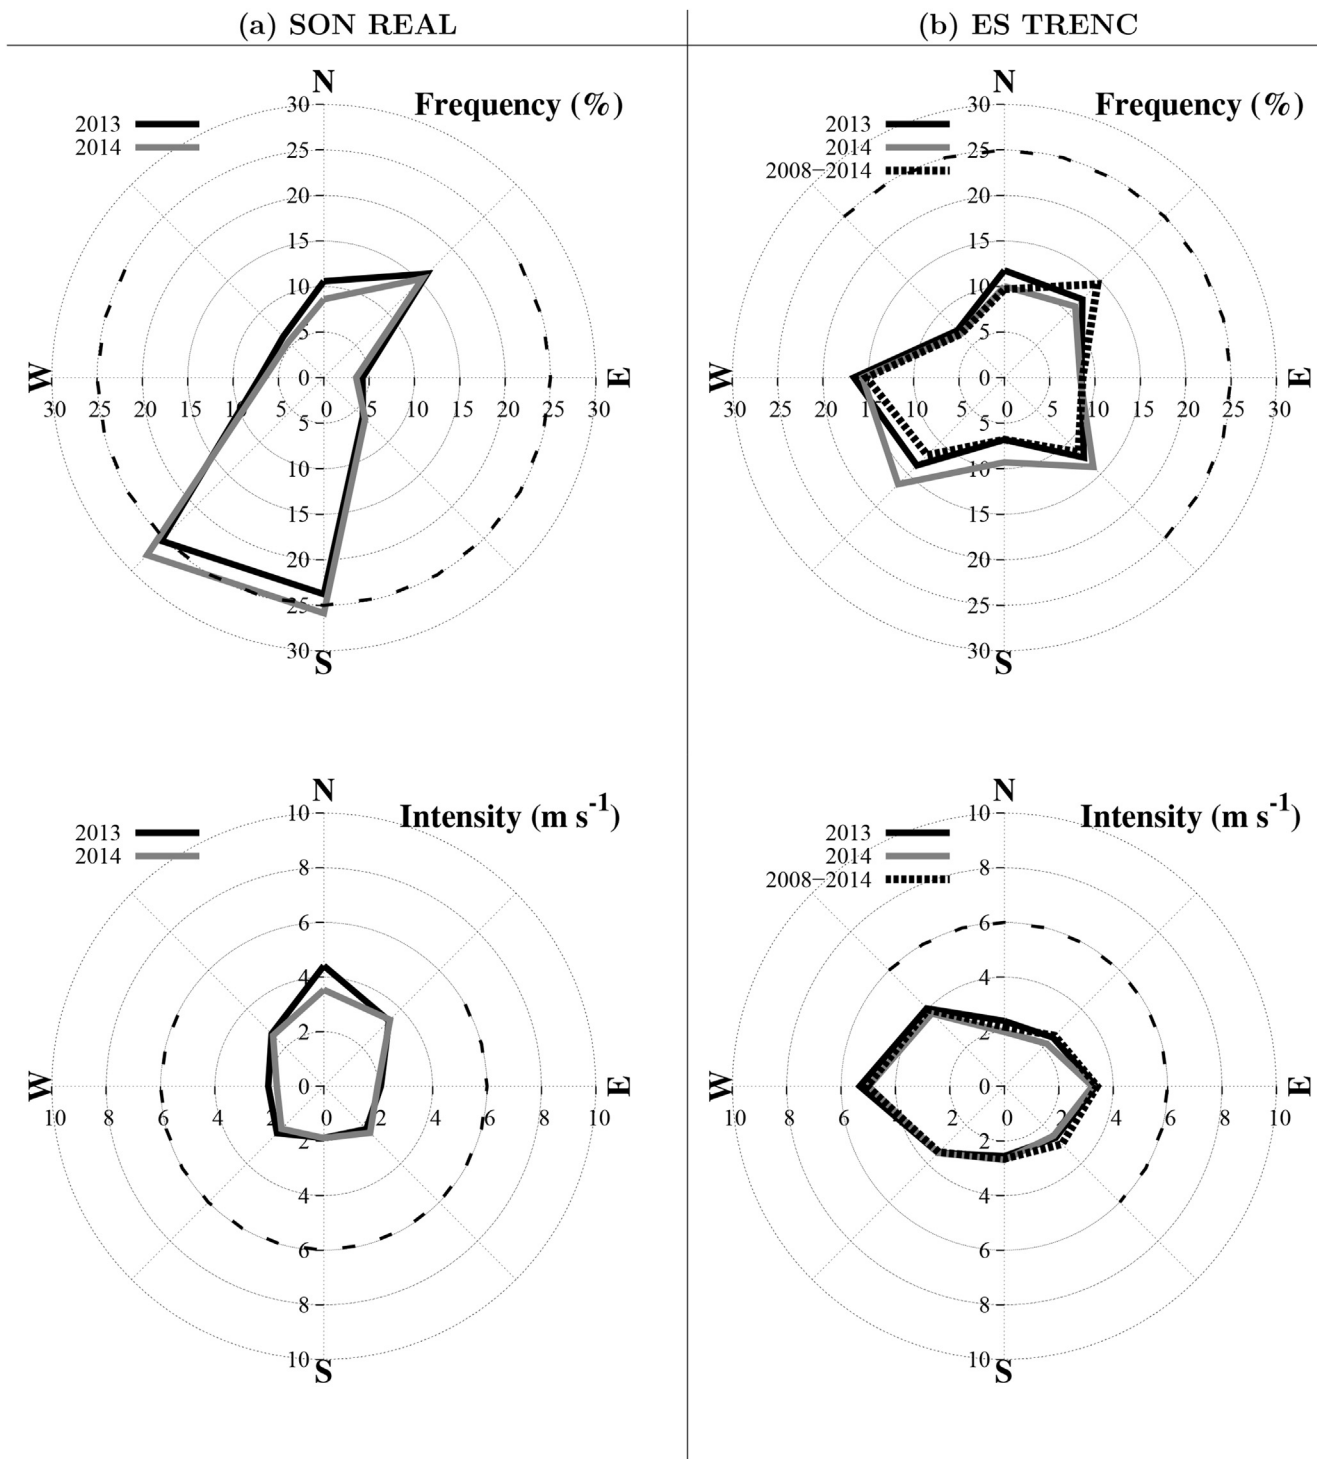 (a) SON REAL
(b) ES TRENC
N
30
Frequency (%)
2013
2014
25
20
15
10
5
W
0
E
30 25 20 15 10 5 0 5 10 15 20 25 30
5
10
15
20
25
30
S
N
30
Frequency (%)
2013
2014
2008−2014
25
20
15
10
5
W
0
E
30 25 20 15 10 5 0 5 10 15 20 25 30
5
10
15
20
25
30
S
N
10
Intensity (m s-1)
2013
2014
8
6
4
2
W
0
E
10 8 6 4 2 0 2 4 6 8 10
2
4
6
8
10
S
N
10
Intensity (m s-1)
2013
2014
2008−2014
8
6
4
2
W
0
E
10 8 6 4 2 0 2 4 6 8 10
2
4
6
8
10
S